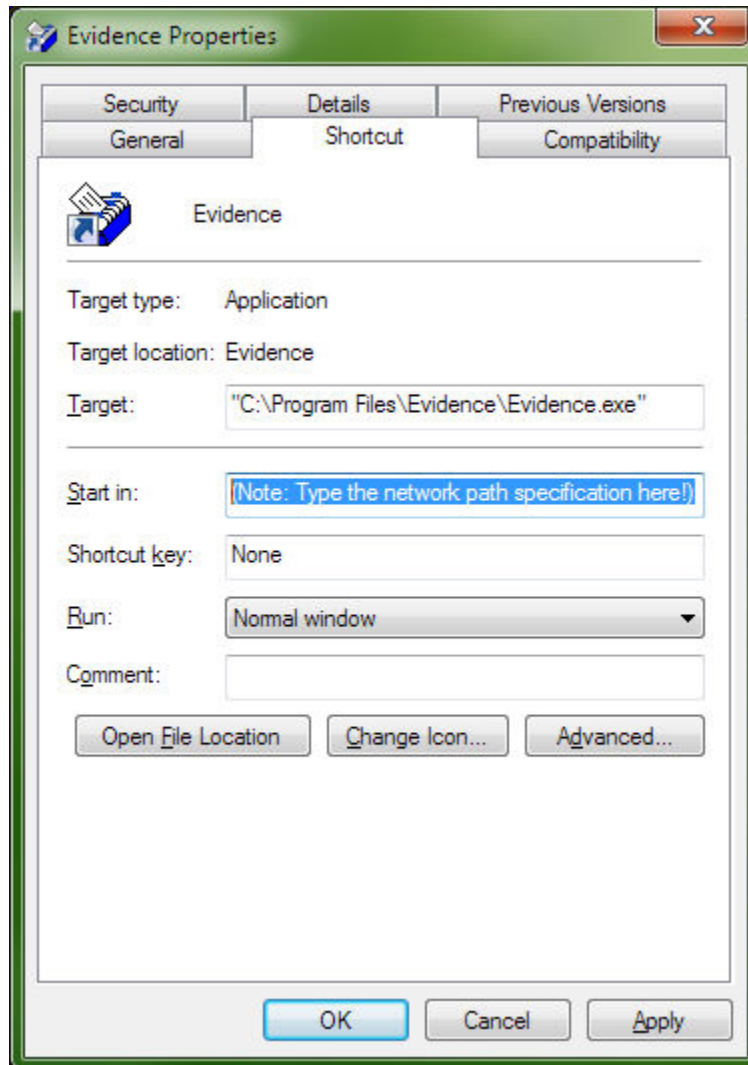 Evidence Properties
Security Details Previous Versions
General Shortcut Compatibility
Evidence
Target type: Application
Target location: Evidence
Target: "C:\Program Files\Evidence\Evidence.exe"
Start in: (Note: Type the network path specification here!)
Shortcut key: None
Run: Normal window
Comment:
Open File Location Change Icon... Advanced...
OK Cancel Apply